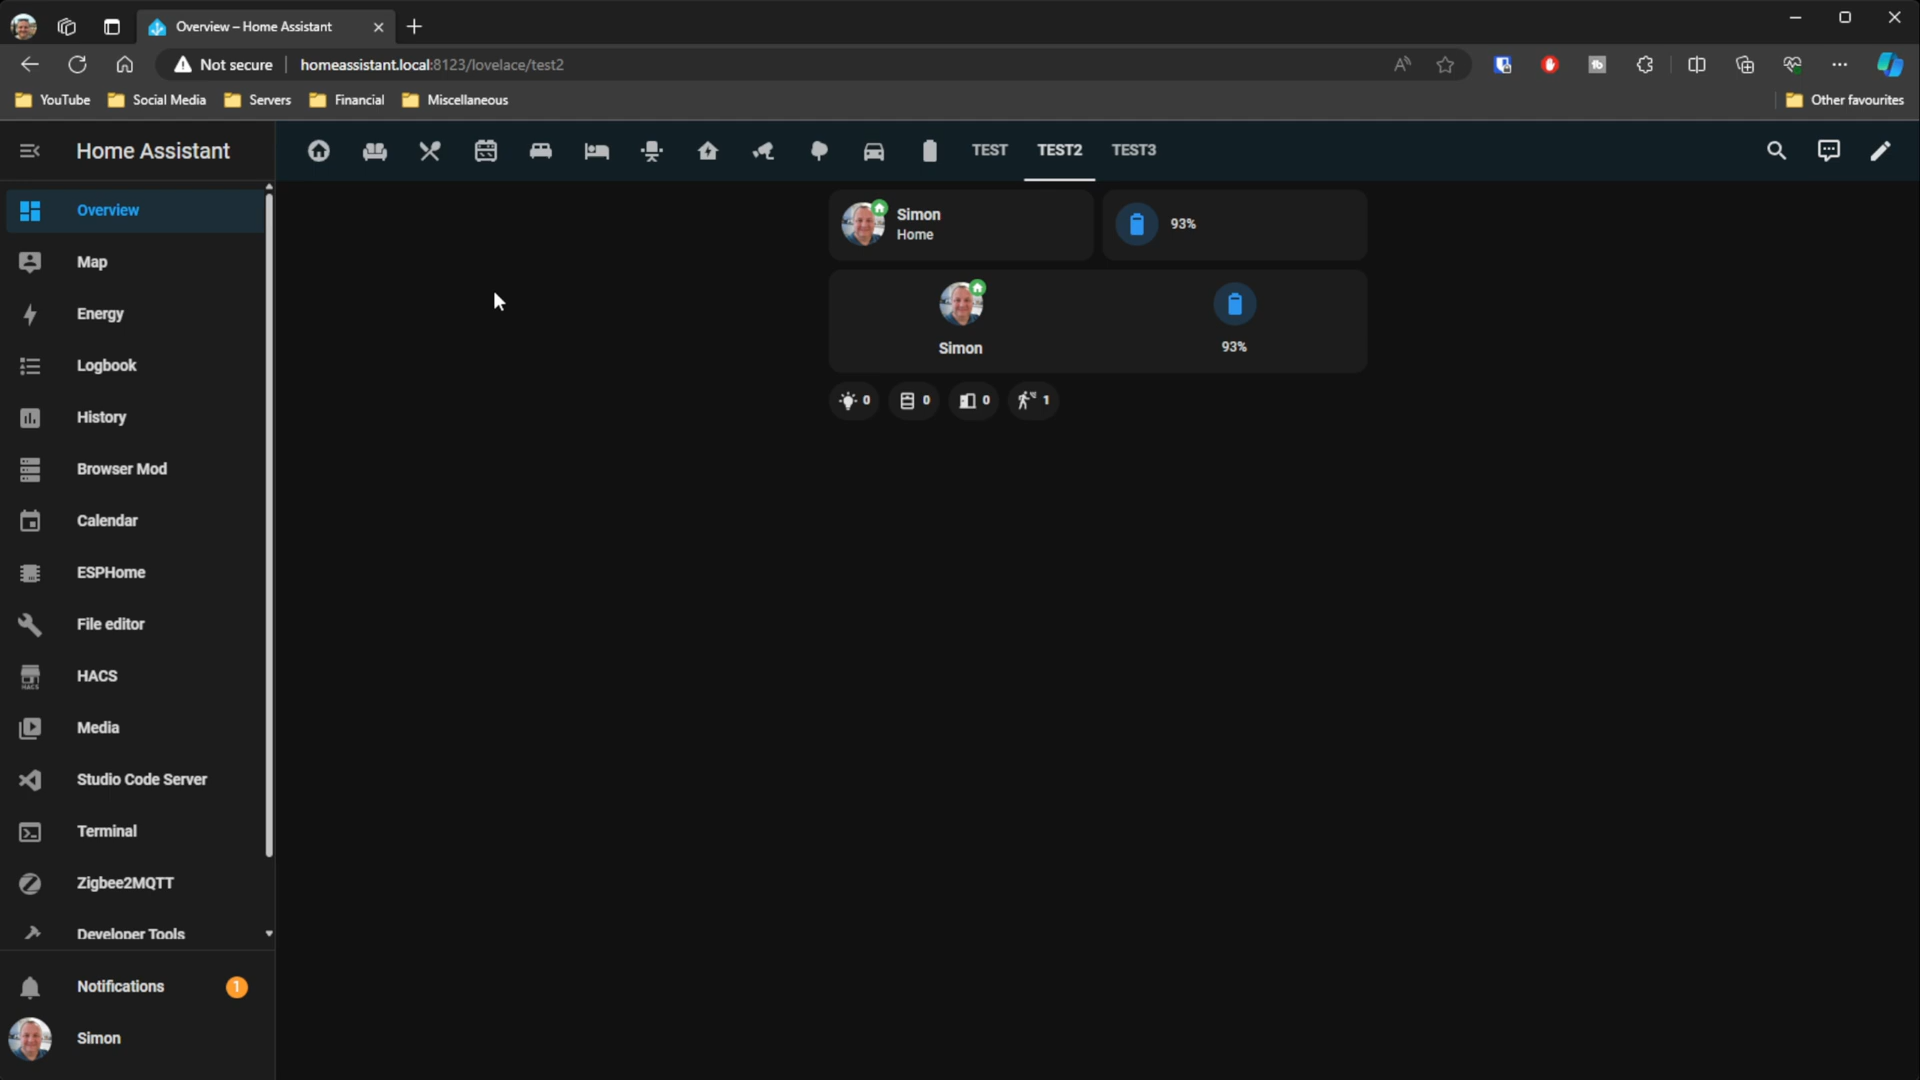 Overview – Home Assistant
Not secure
homeassistant.local:8123/lovelace/test2
YouTube
Social Media
Servers
Financial
Miscellaneous
Other favourites
Home Assistant
TEST
TEST2
TEST3
Overview
Map
Energy
Logbook
History
Browser Mod
Calendar
ESPHome
File editor
HACS
HACS
Media
Studio Code Server
Terminal
Zigbee2MQTT
Developer Tools
Notifications
1
Simon
Simon
Home
93%
Simon
93%
0
0
0
1